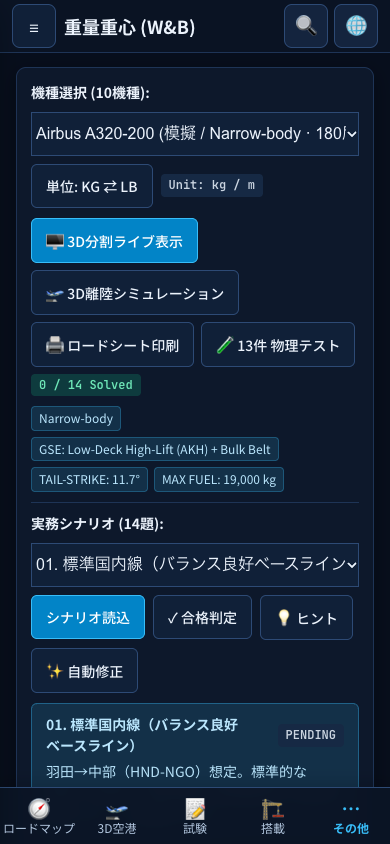 ≡ 重量重心 (W&B)
機種選択 (10機種):
Airbus A320-200 (模擬 / Narrow-body · 180
単位: KG ⇄ LB
Unit: kg / m
3D分割ライブ表示
3D離陸シミュレーション
ロードシート印刷
13件 物理テスト
0 / 14 Solved
Narrow-body
GSE: Low-Deck High-Lift (AKH) + Bulk Belt
TAIL-STRIKE: 11.7°
MAX FUEL: 19,000 kg
実務シナリオ (14題):
01. 標準国内線（バランス良好ベースライン
シナリオ読込
✓ 合格判定
ヒント
自動修正
01. 標準国内線（バランス良好
ベースライン）
PENDING
羽田→中部（HND-NGO）想定。標準的な
ロードマップ
3D空港
試験
搭載
その他